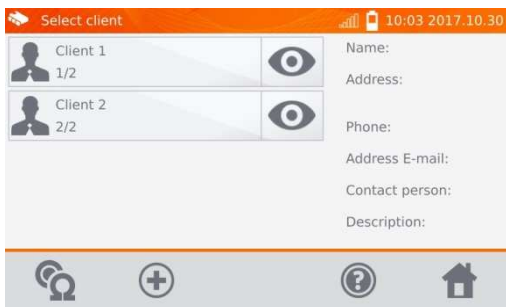 Select client
10:03 2017.10.30
Client 1
1/2
Client 2
2/2
Name:
Address:
Phone:
Address E-mail:
Contact person:
Description: